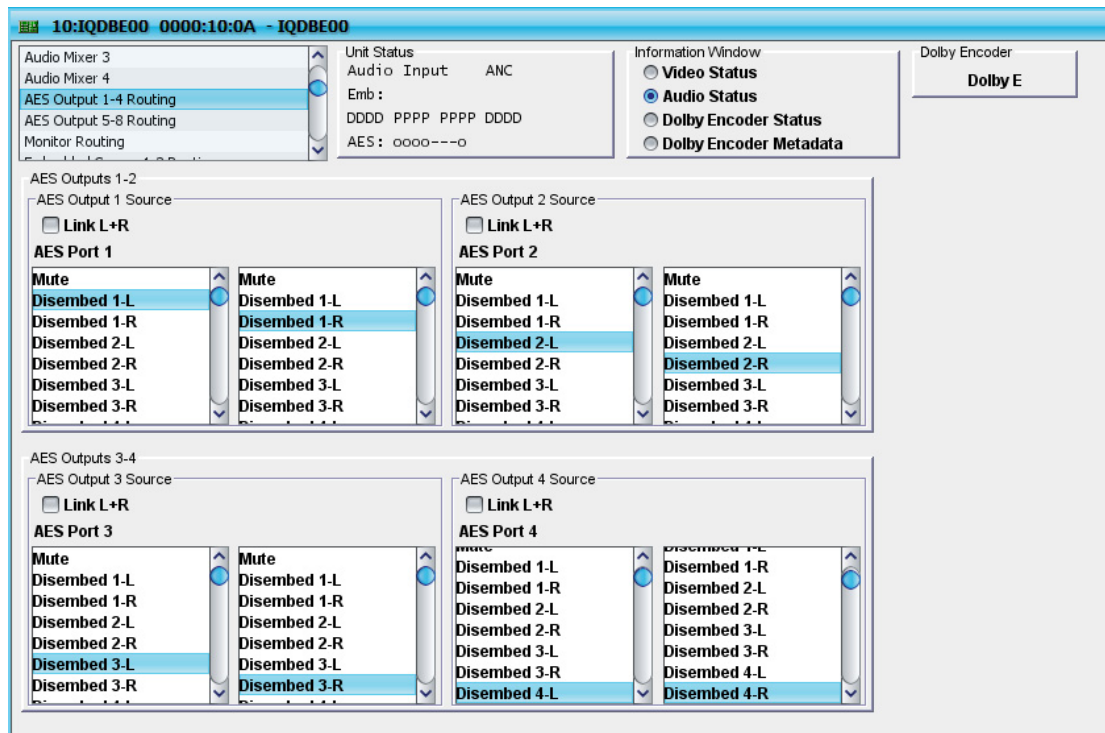 10:IQDBE00 0000:10:0A - IQDBE00
Audio Mixer 3
Audio Mixer 4
AES Output 1-4 Routing
AES Output 5-8 Routing
Monitor Routing
Unit Status
Audio Input ANC
Emb:
DDDD PPPP PPPP DDDD
AES: oooo---o
Information Window
Video Status
Audio Status
Dolby Encoder Status
Dolby Encoder Metadata
Dolby Encoder
Dolby E
AES Outputs 1-2
AES Output 1 Source
Link L+R
AES Port 1
Mute
Disembed 1-L
Disembed 1-R
Disembed 2-L
Disembed 2-R
Disembed 3-L
Disembed 3-R
Mute
Disembed 1-L
Disembed 1-R
Disembed 2-L
Disembed 2-R
Disembed 3-L
Disembed 3-R
AES Output 2 Source
Link L+R
AES Port 2
Mute
Disembed 1-L
Disembed 1-R
Disembed 2-L
Disembed 2-R
Disembed 3-L
Disembed 3-R
Mute
Disembed 1-L
Disembed 1-R
Disembed 2-L
Disembed 2-R
Disembed 3-L
Disembed 3-R
AES Outputs 3-4
AES Output 3 Source
Link L+R
AES Port 3
Mute
Disembed 1-L
Disembed 1-R
Disembed 2-L
Disembed 2-R
Disembed 3-L
Disembed 3-R
Mute
Disembed 1-L
Disembed 1-R
Disembed 2-L
Disembed 2-R
Disembed 3-L
Disembed 3-R
AES Output 4 Source
Link L+R
AES Port 4
Mute
Disembed 1-L
Disembed 1-R
Disembed 2-L
Disembed 2-R
Disembed 3-L
Disembed 3-R
Disembed 4-L
Disembed 1-L
Disembed 1-R
Disembed 2-L
Disembed 2-R
Disembed 3-L
Disembed 3-R
Disembed 4-L
Disembed 4-R